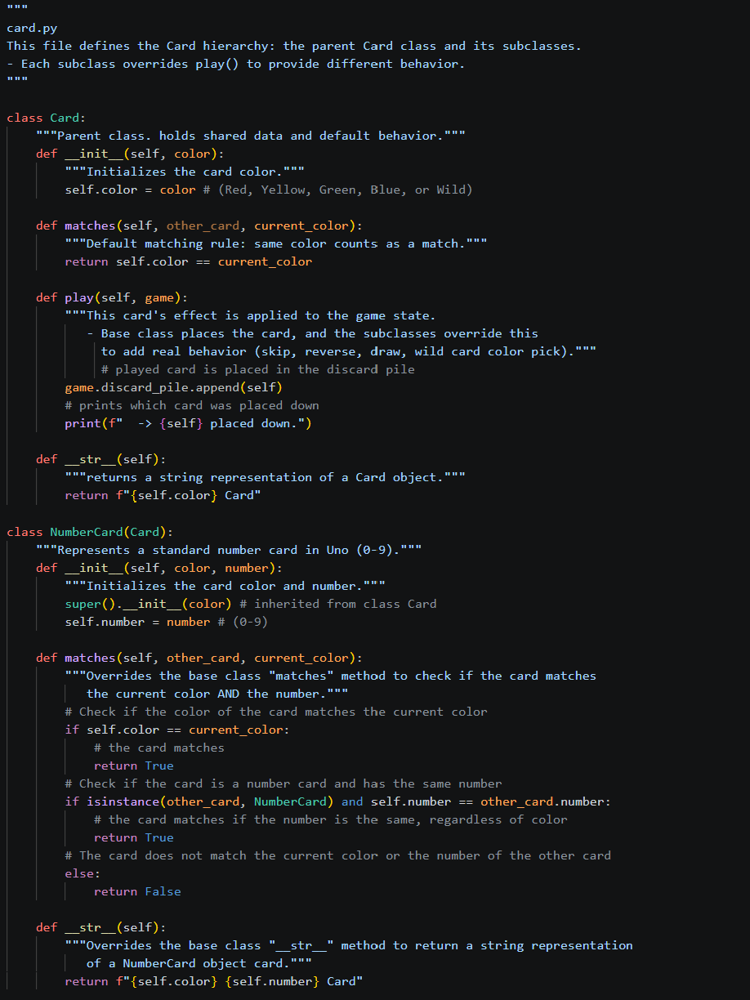 """
card.py
This file defines the Card hierarchy: the parent Card class and its subclasses.
- Each subclass overrides play() to provide different behavior.
"""

class Card:
    """Parent class. holds shared data and default behavior."""
    def __init__(self, color):
        """Initializes the card color."""
        self.color = color # (Red, Yellow, Green, Blue, or Wild)

    def matches(self, other_card, current_color):
        """Default matching rule: same color counts as a match."""
        return self.color == current_color

    def play(self, game):
        """This card's effect is applied to the game state.
           - Base class places the card, and the subclasses override this
             to add real behavior (skip, reverse, draw, wild card color pick)."""
             # played card is placed in the discard pile
        game.discard_pile.append(self)
        # prints which card was placed down
        print(f"  -> {self} placed down.")

    def __str__(self):
        """returns a string representation of a Card object."""
        return f"{self.color} Card"

class NumberCard(Card):
    """Represents a standard number card in Uno (0-9)."""
    def __init__(self, color, number):
        """Initializes the card color and number."""
        super().__init__(color) # inherited from class Card
        self.number = number # (0-9)

    def matches(self, other_card, current_color):
        """Overrides the base class "matches" method to check if the card matches
           the current color AND the number."""
        # Check if the color of the card matches the current color
        if self.color == current_color:
            # the card matches
            return True
        # Check if the card is a number card and has the same number
        if isinstance(other_card, NumberCard) and self.number == other_card.number:
            # the card matches if the number is the same, regardless of color
            return True
        # The card does not match the current color or the number of the other card
        else:
            return False

    def __str__(self):
        """Overrides the base class "__str__" method to return a string representation
           of a NumberCard object card."""
        return f"{self.color} {self.number} Card"